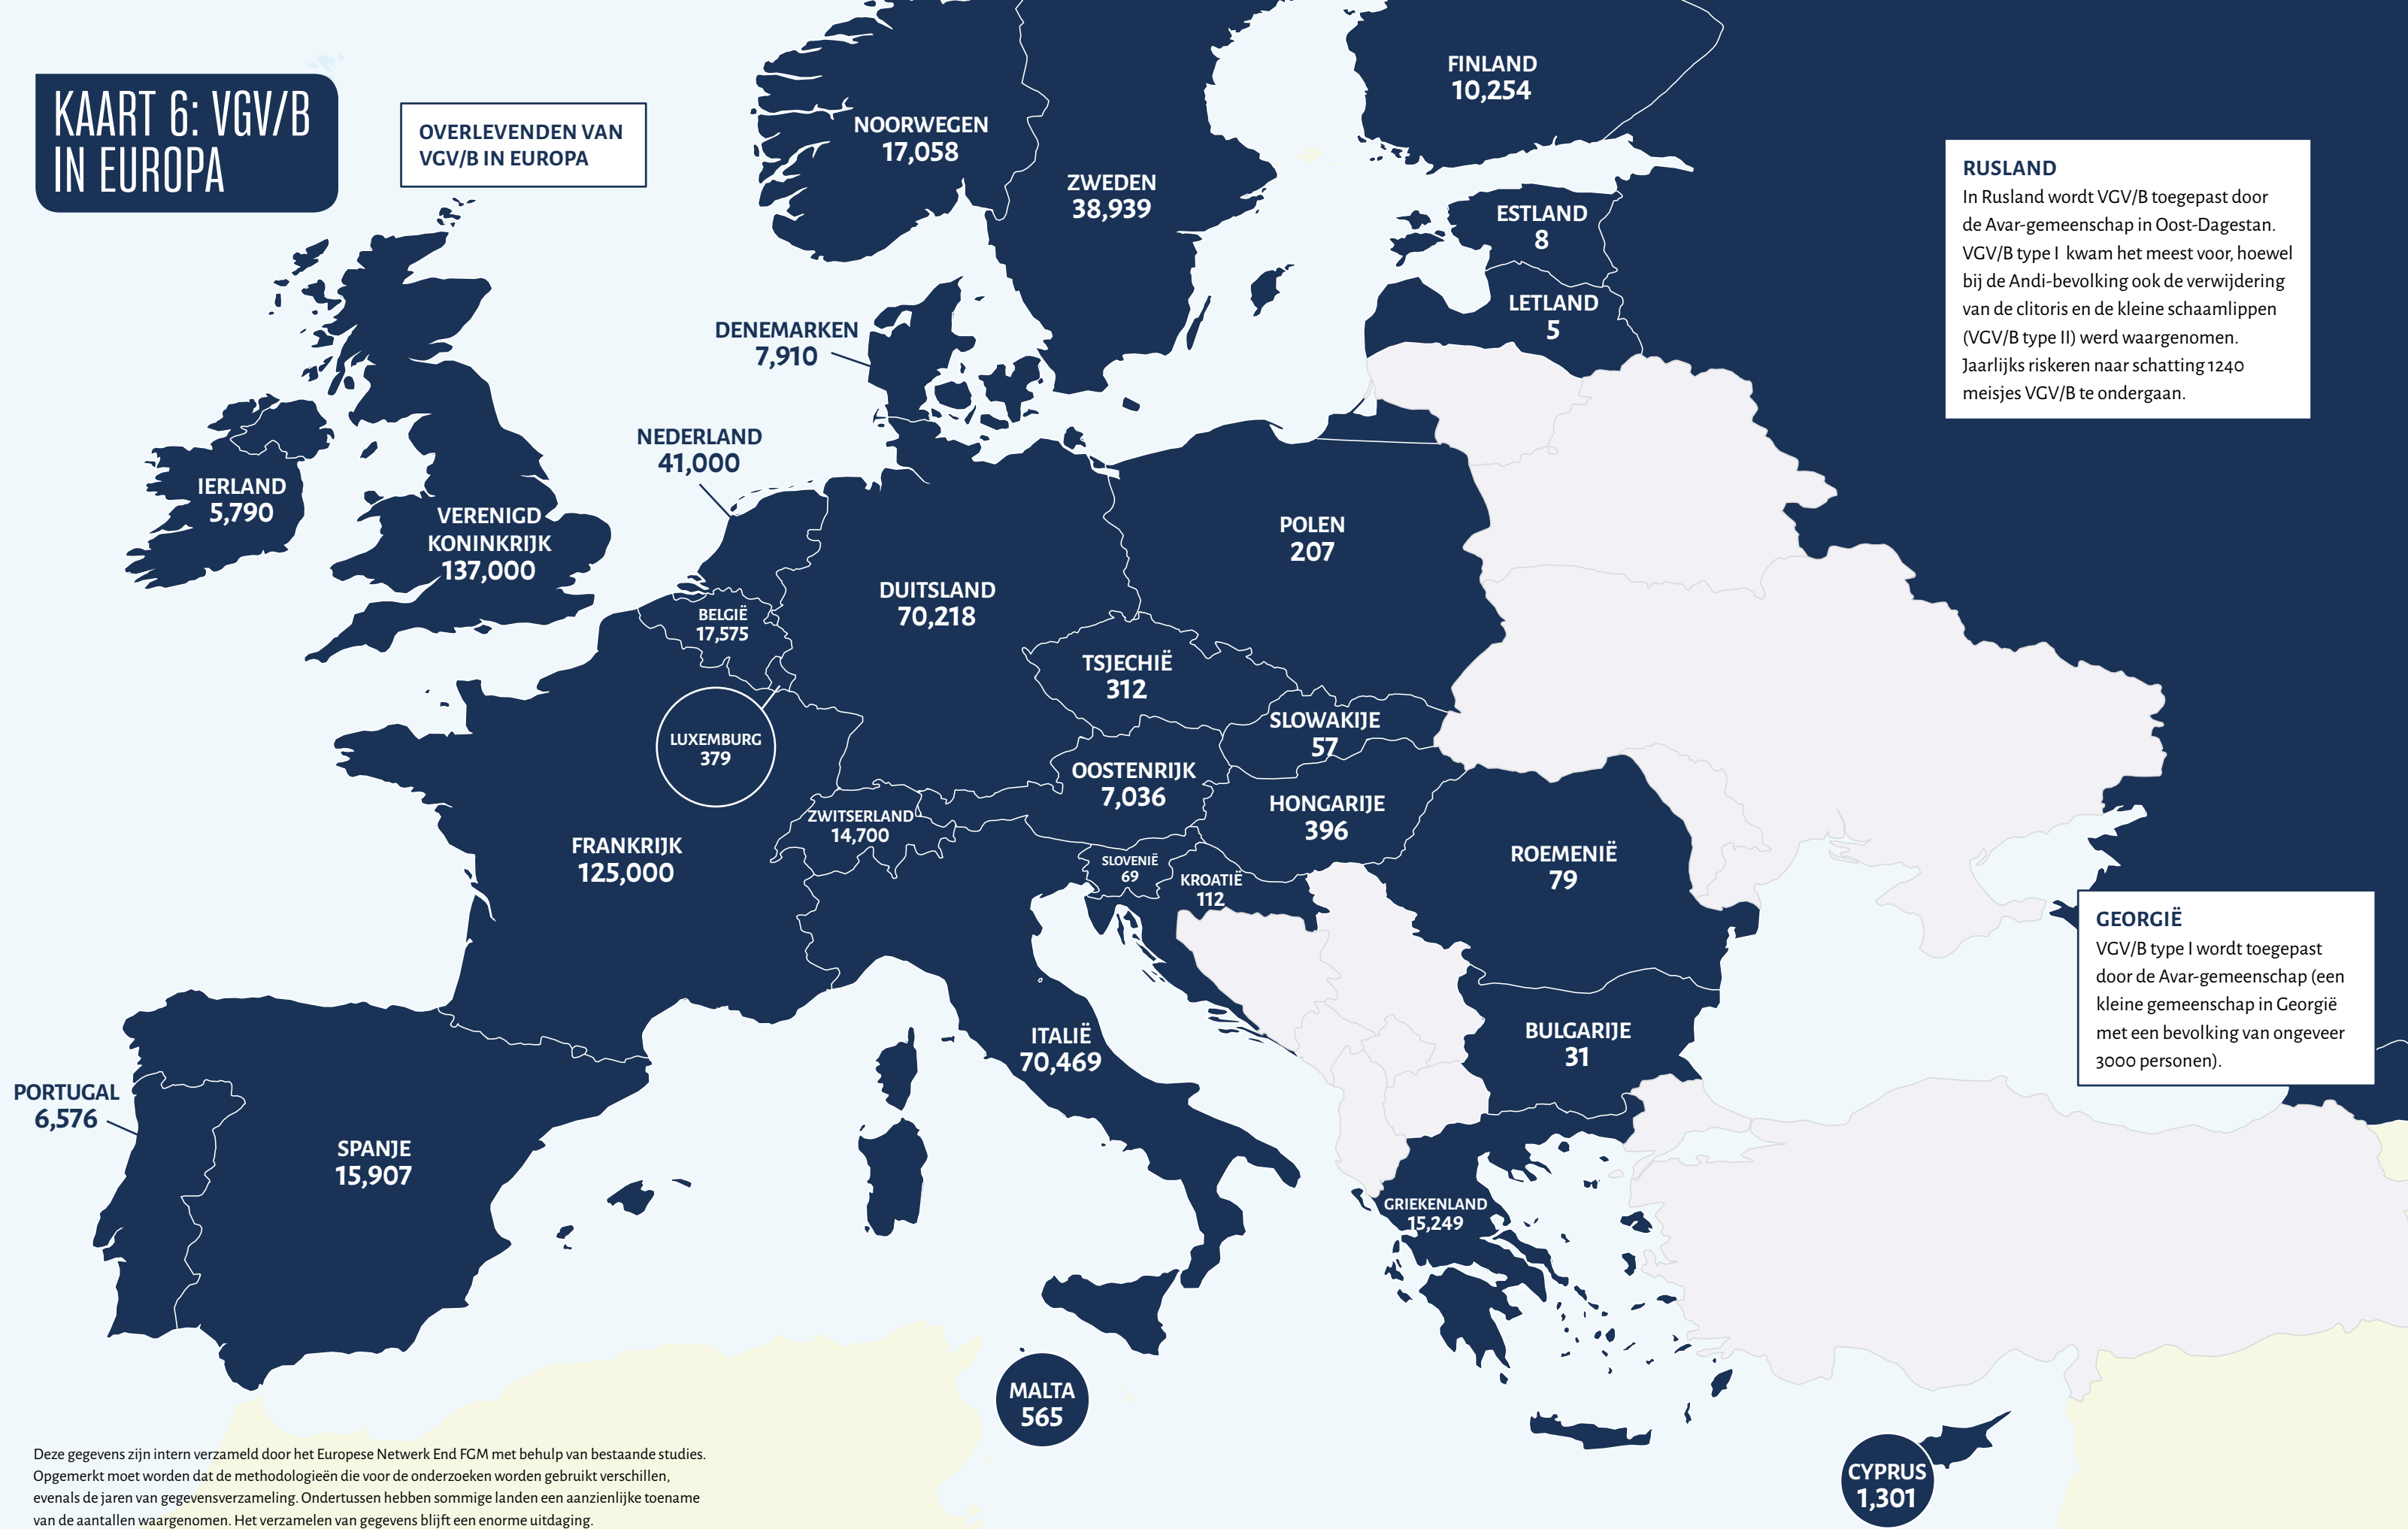 KAART 6: VGV/B
IN EUROPA
OVERLEVENDEN VAN
VGV/B IN EUROPA
FINLAND
10,254
NOORWEGEN
17,058
ZWEDEN
38,939
ESTLAND
8
LETLAND
5
RUSLAND
In Rusland wordt VGV/B toegepast door
de Avar-gemeenschap in Oost-Dagestan.
VGV/B type I kwam het meest voor, hoewel
bij de Andi-bevolking ook de verwijdering
van de clitoris en de kleine schaamlippen
(VGV/B type II) werd waargenomen.
Jaarlijks riskeren naar schatting 1240
meisjes VGV/B te ondergaan.
DENEMARKEN
7,910
NEDERLAND
41,000
IERLAND
5,790
VERENIGD
KONINKRIJK
137,000
POLEN
207
DUITSLAND
70,218
BELGIË
17,575
TSJECHIË
312
LUXEMBURG
379
SLOWAKIJE
57
OOSTENRIJK
7,036
HONGARIJE
396
ZWITSERLAND
14,700
FRANKRIJK
125,000
ROEMENIË
79
SLOVENIË
69
KROATIË
112
GEORGIË
VGV/B type I wordt toegepast
door de Avar-gemeenschap (een
kleine gemeenschap in Georgië
met een bevolking van ongeveer
3000 personen).
ITALIË
70,469
BULGARIJE
31
PORTUGAL
6,576
SPANJE
15,907
GRIEKENLAND
15,249
MALTA
565
CYPRUS
1,301
Deze gegevens zijn intern verzameld door het Europese Netwerk End FGM met behulp van bestaande studies.
Opgemerkt moet worden dat de methodologieën die voor de onderzoeken worden gebruikt verschillen,
evenals de jaren van gegevensverzameling. Ondertussen hebben sommige landen een aanzienlijke toename
van de aantallen waargenomen. Het verzamelen van gegevens blijft een enorme uitdaging.